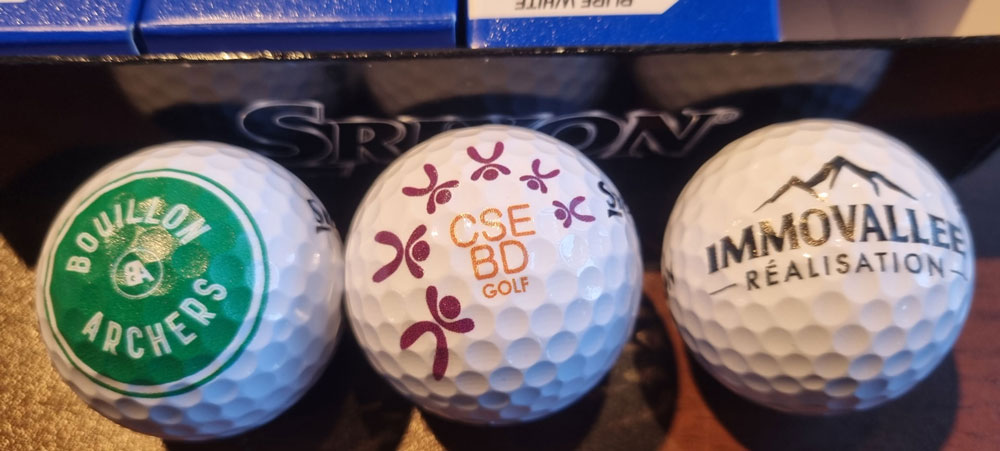 PURE WHITE
SRIXON
BOUILLON
BA
ARCHERS
CSE
BD
GOLF
IMMOVALLEE
RÉALISATION